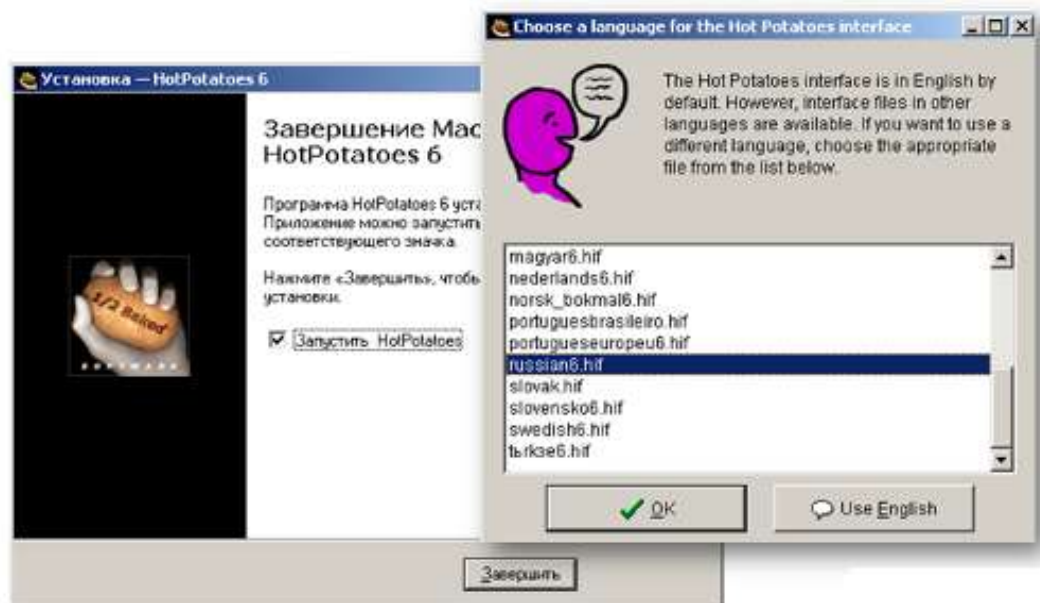 Установка — HotPotatoes 6
Завершение Мас
HotPotatoes 6
Программа HotPotatoes 6 уста
Приложение можно запустить
соответствующего значка.
Нажмите «Завершить», чтобы
установки.
Запустить HotPotatoes
1/2 Baked
SOFTWARE
Завершить
Choose a language for the Hot Potatoes interface
The Hot Potatoes interface is in English by
default. However, interface files in other
languages are available. If you want to use a
different language, choose the appropriate
file from the list below.
magyar6.hif
nederlands6.hif
norsk_bokmal6.hif
portuguesbrasileiro.hif
portugueseuropeu6.hif
russian6.hif
slovak.hif
slovensko6.hif
swedish6.hif
tьrkзe6.hif
OK
Use English